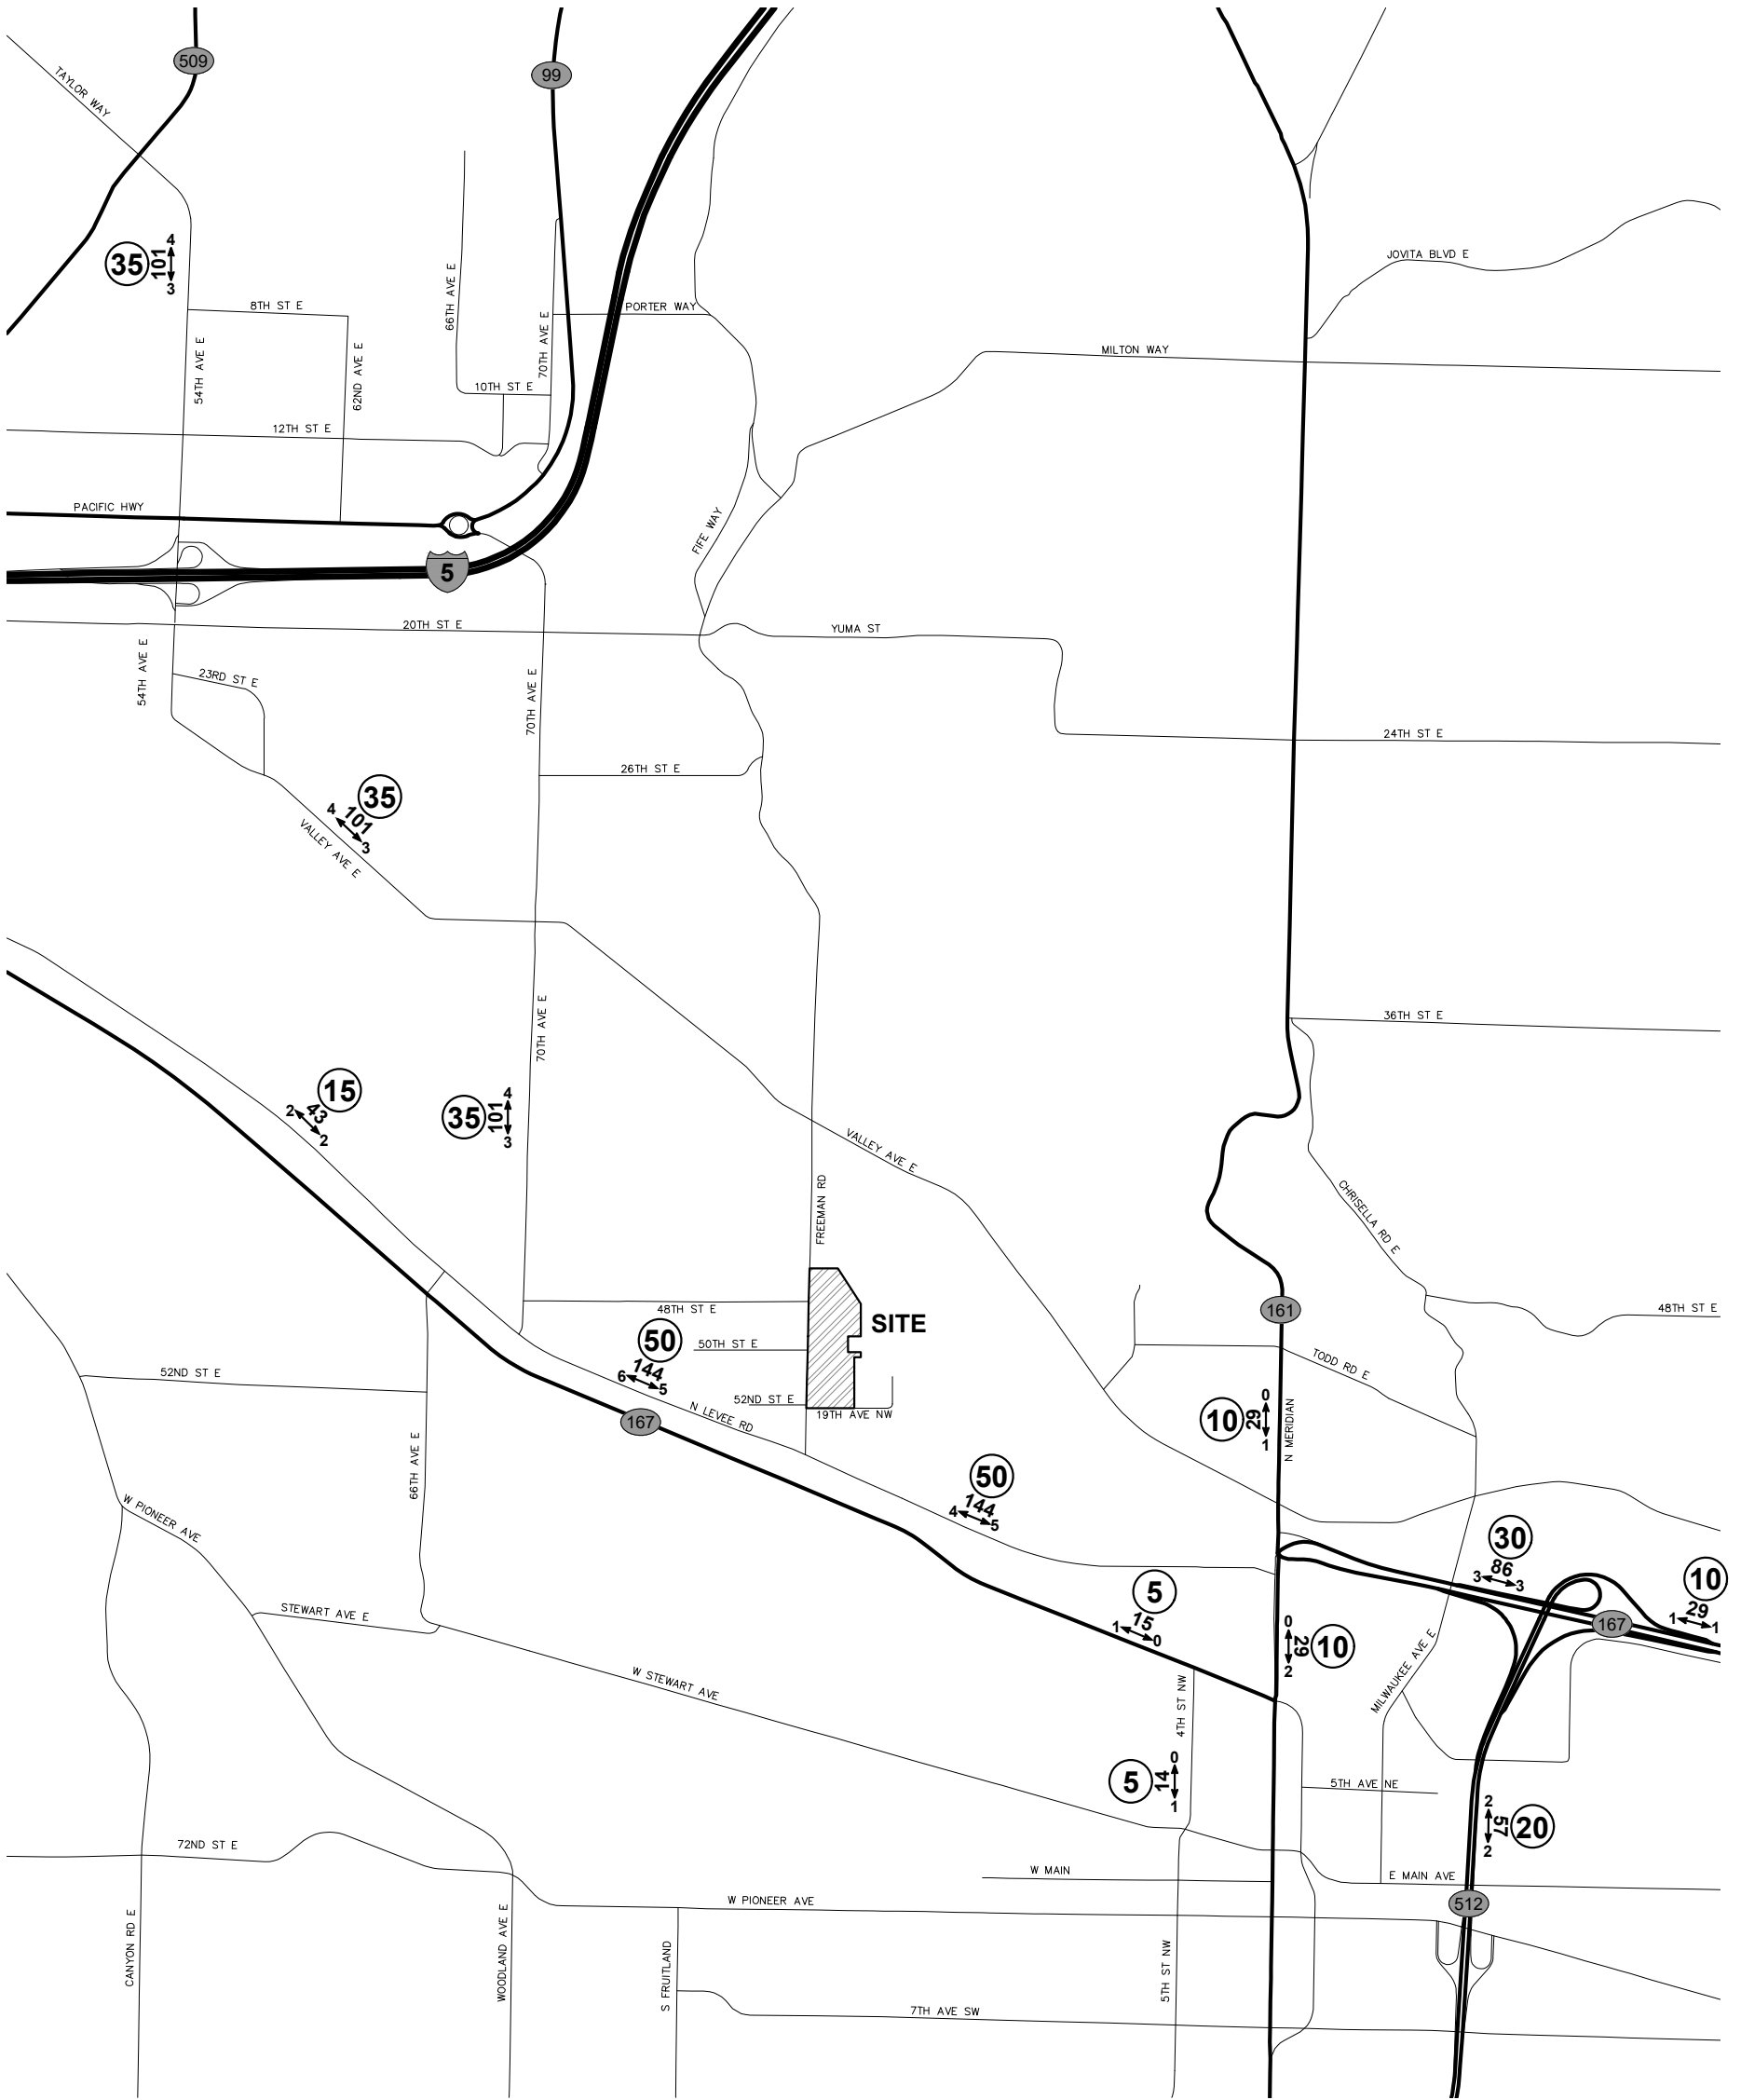 509
99
TAYLOR WAY
35
101
4
3
8TH ST E
66TH AVE E
70TH AVE E
PORTER WAY
JOVITA BLVD E
54TH AVE E
62ND AVE E
10TH ST E
MILTON WAY
12TH ST E
PACIFIC HWY
FIFE WAY
5
20TH ST E
YUMA ST
54TH AVE E
23RD ST E
70TH AVE E
26TH ST E
24TH ST E
35
4
101
3
VALLEY AVE E
70TH AVE E
36TH ST E
15
2
43
2
35
101
4
3
VALLEY AVE E
FREEMAN RD
CHRISELLA RD E
48TH ST E
SITE
161
48TH ST E
50
50TH ST E
6
144
5
52ND ST E
TODD RD E
52ND ST E
19TH AVE NW
N LEVEE RD
167
10
29
0
1
N MERIDIAN
66TH AVE E
W PIONEER AVE
50
4
144
5
30
3
86
3
10
1
29
1
167
5
1
15
0
STEWART AVE E
W STEWART AVE
0
29
2
10
MILWAUKEE AVE E
4TH ST NW
5
14
0
1
5TH AVE NE
2
57
2
20
72ND ST E
W MAIN
E MAIN AVE
W PIONEER AVE
512
CANYON RD E
WOODLAND AVE E
S FRUITLAND
5TH ST NW
7TH AVE SW